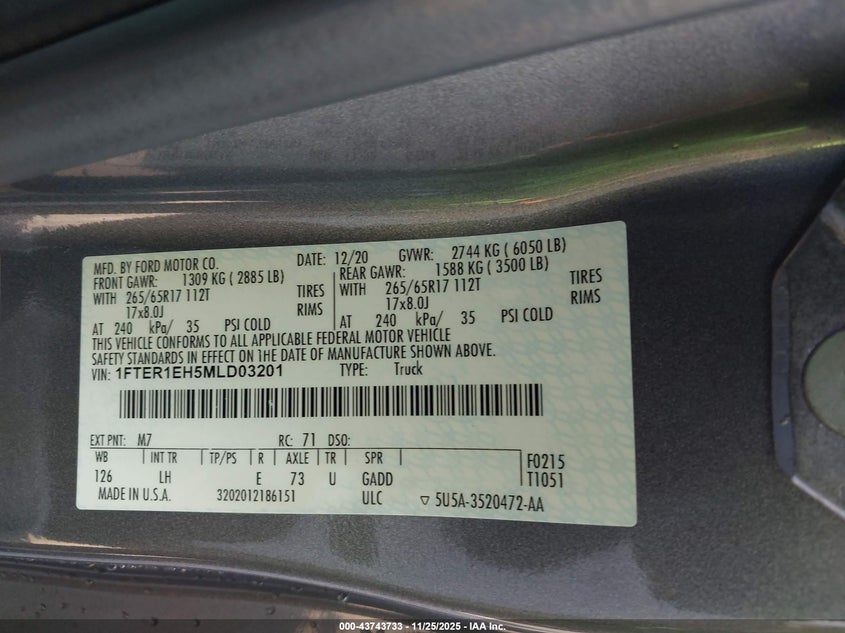 MFD. BY FORD MOTOR CO. DATE: 12/20 GVWR: 2744 KG ( 6050 LB)
FRONT GAWR: 1309 KG ( 2885 LB) REAR GAWR: 1588 KG ( 3500 LB)
WITH 265/65R17 112T TIRES WITH 265/65R17 112T TIRES
17x8.0J RIMS 17x8.0J RIMS
AT 240 kPa/ 35 PSI COLD AT 240 kPa/ 35 PSI COLD
THIS VEHICLE CONFORMS TO ALL APPLICABLE FEDERAL MOTOR VEHICLE
SAFETY STANDARDS IN EFFECT ON THE DATE OF MANUFACTURE SHOWN ABOVE.
VIN: 1FTER1EH5MLD03201 TYPE: Truck
EXT PNT: M7 RC: 71 DSO:
WB INT TR TP/PS R AXLE TR SPR F0215
126 LH E 73 U GADD T1051
MADE IN U.S.A. 3202012186151 ULC ▽ 5U5A-3520472-AA
000-43743733 - 11/25/2025 - IAA Inc.